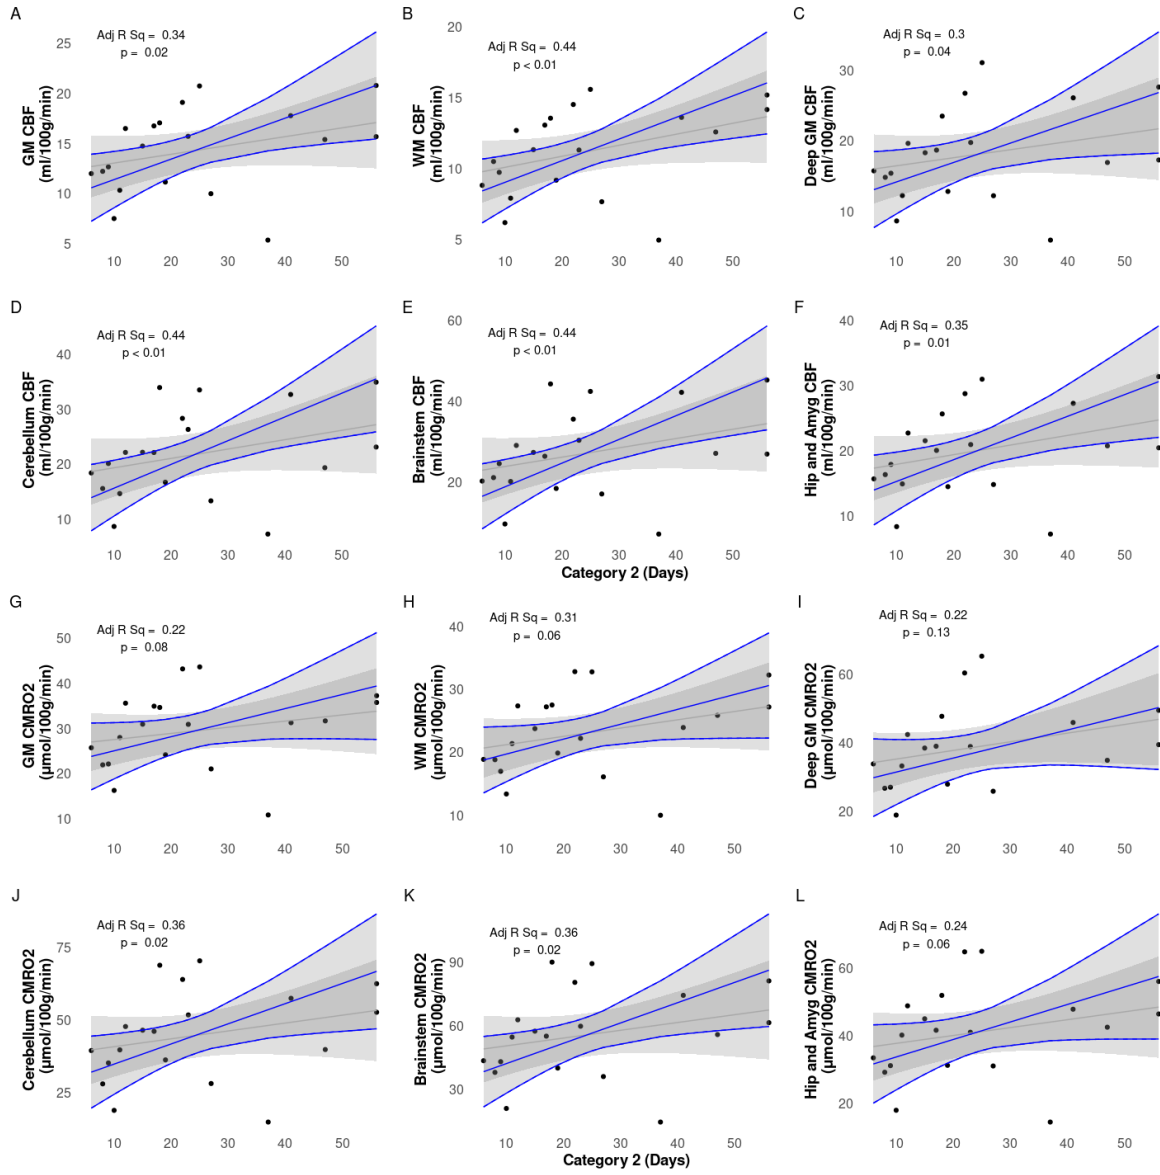 A
Adj R Sq = 0.34
p = 0.02
GM CBF
(ml/100g/min)
25
20
15
10
5
10 20 30 40 50
B
Adj R Sq = 0.44
p < 0.01
WM CBF
(ml/100g/min)
20
15
10
5
10 20 30 40 50
C
Adj R Sq = 0.3
p = 0.04
Deep GM CBF
(ml/100g/min)
30
20
10
10 20 30 40 50
D
Adj R Sq = 0.44
p < 0.01
Cerebellum CBF
(ml/100g/min)
40
30
20
10
10 20 30 40 50
E
Adj R Sq = 0.44
p < 0.01
Brainstem CBF
(ml/100g/min)
60
40
20
10 20 30 40 50
F
Adj R Sq = 0.35
p = 0.01
Hip and Amyg CBF
(ml/100g/min)
40
30
20
10
10 20 30 40 50
Category 2 (Days)
G
Adj R Sq = 0.22
p = 0.08
GM CMRO2
(µmol/100g/min)
50
40
30
20
10
10 20 30 40 50
H
Adj R Sq = 0.31
p = 0.06
WM CMRO2
(µmol/100g/min)
40
30
20
10
10 20 30 40 50
I
Adj R Sq = 0.22
p = 0.13
Deep GM CMRO2
(µmol/100g/min)
60
40
20
10 20 30 40 50
J
Adj R Sq = 0.36
p = 0.02
Cerebellum CMRO2
(µmol/100g/min)
75
50
25
10 20 30 40 50
K
Adj R Sq = 0.36
p = 0.02
Brainstem CMRO2
(µmol/100g/min)
90
60
30
10 20 30 40 50
L
Adj R Sq = 0.24
p = 0.06
Hip and Amyg CMRO2
(µmol/100g/min)
60
40
20
10 20 30 40 50
Category 2 (Days)